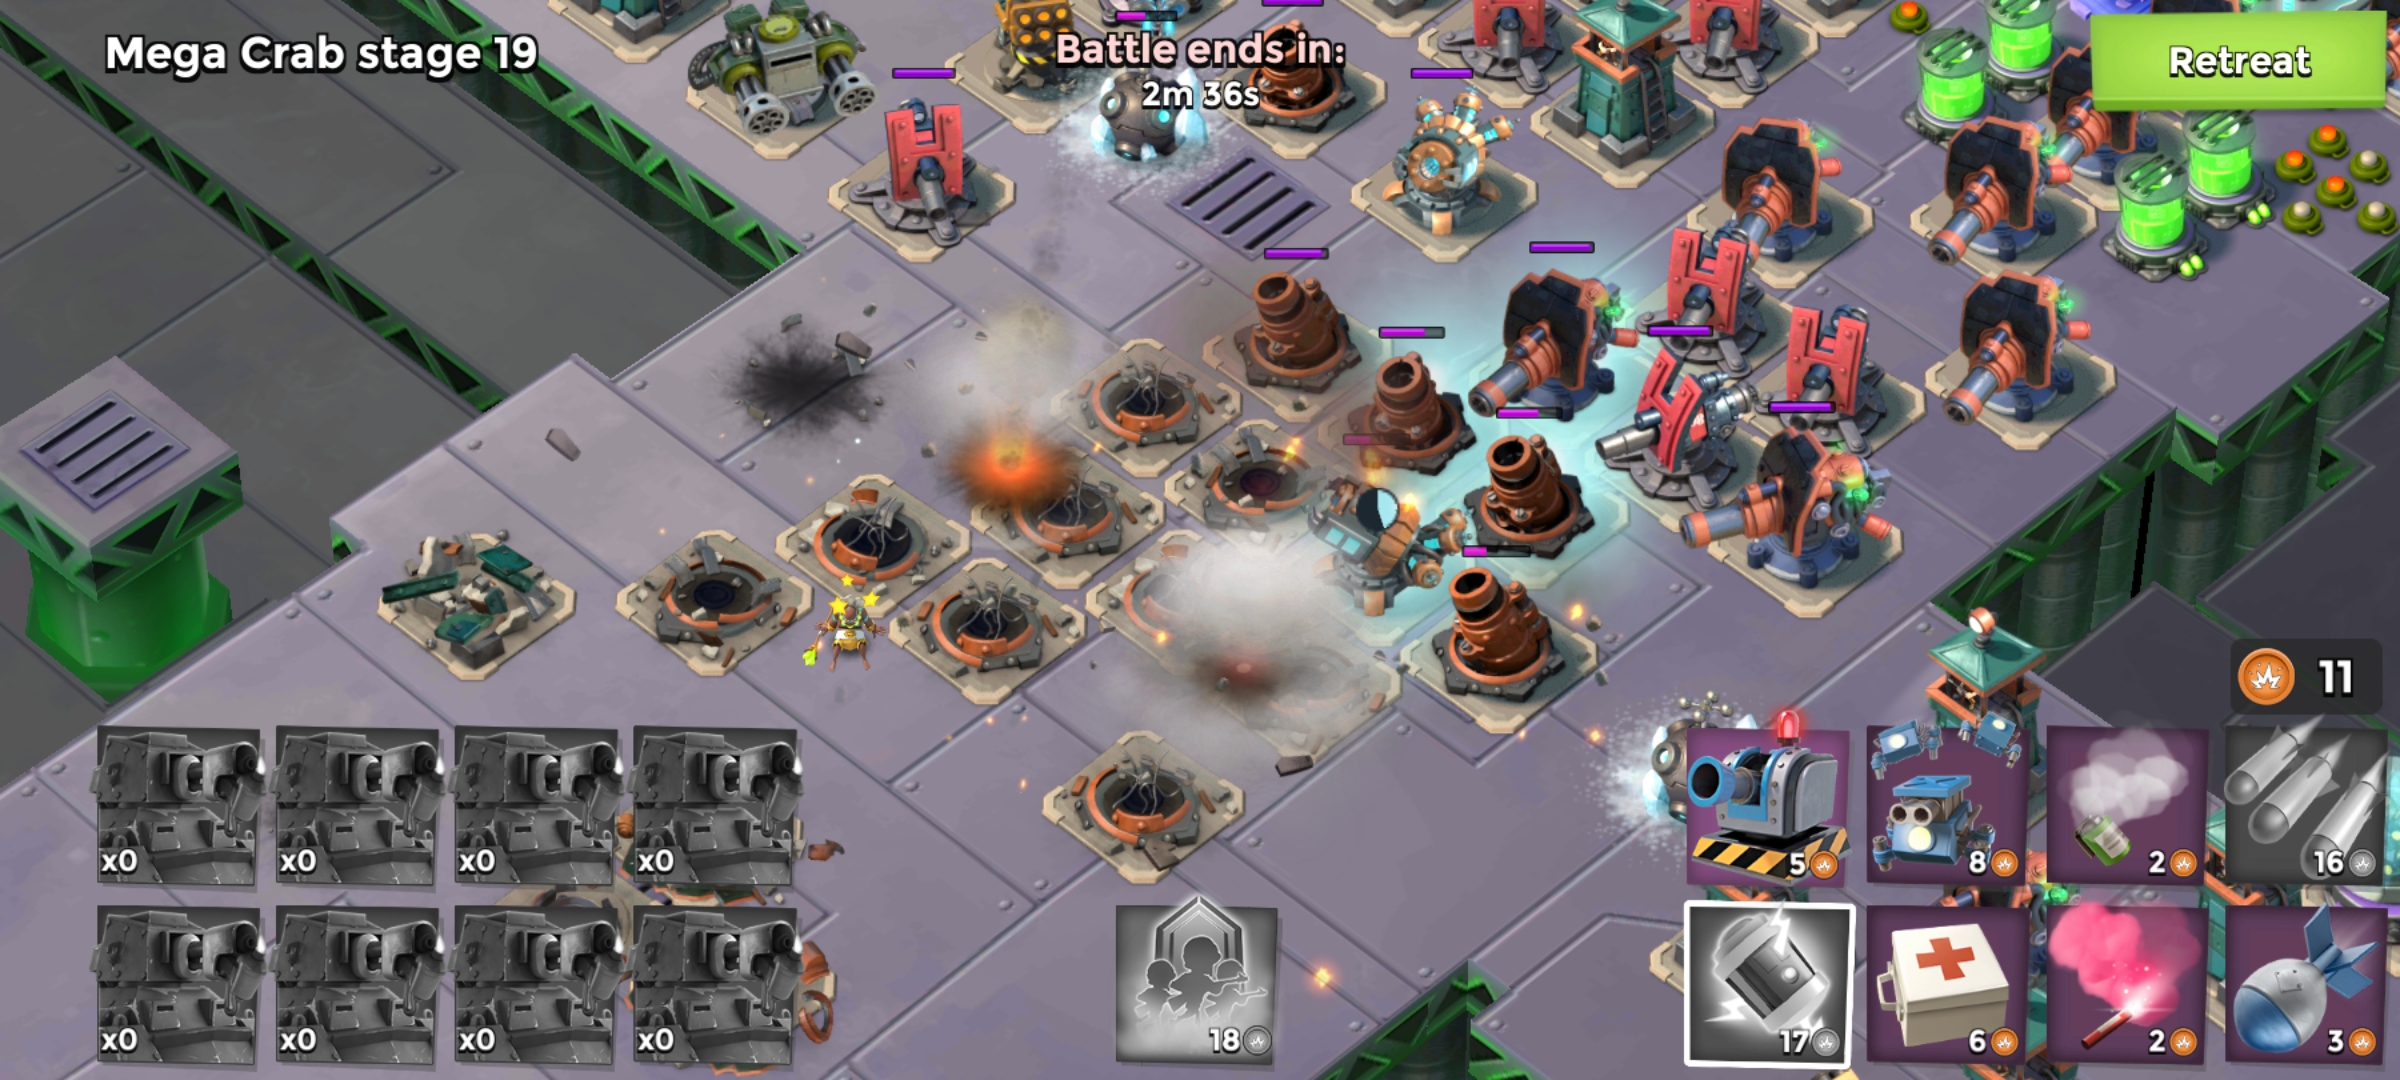 Mega Crab stage 19
Battle ends in:
2m 36s
Retreat
11
x0 x0 x0 x0
5 8 2 16
x0 x0 x0 x0
18
17 6 2 3